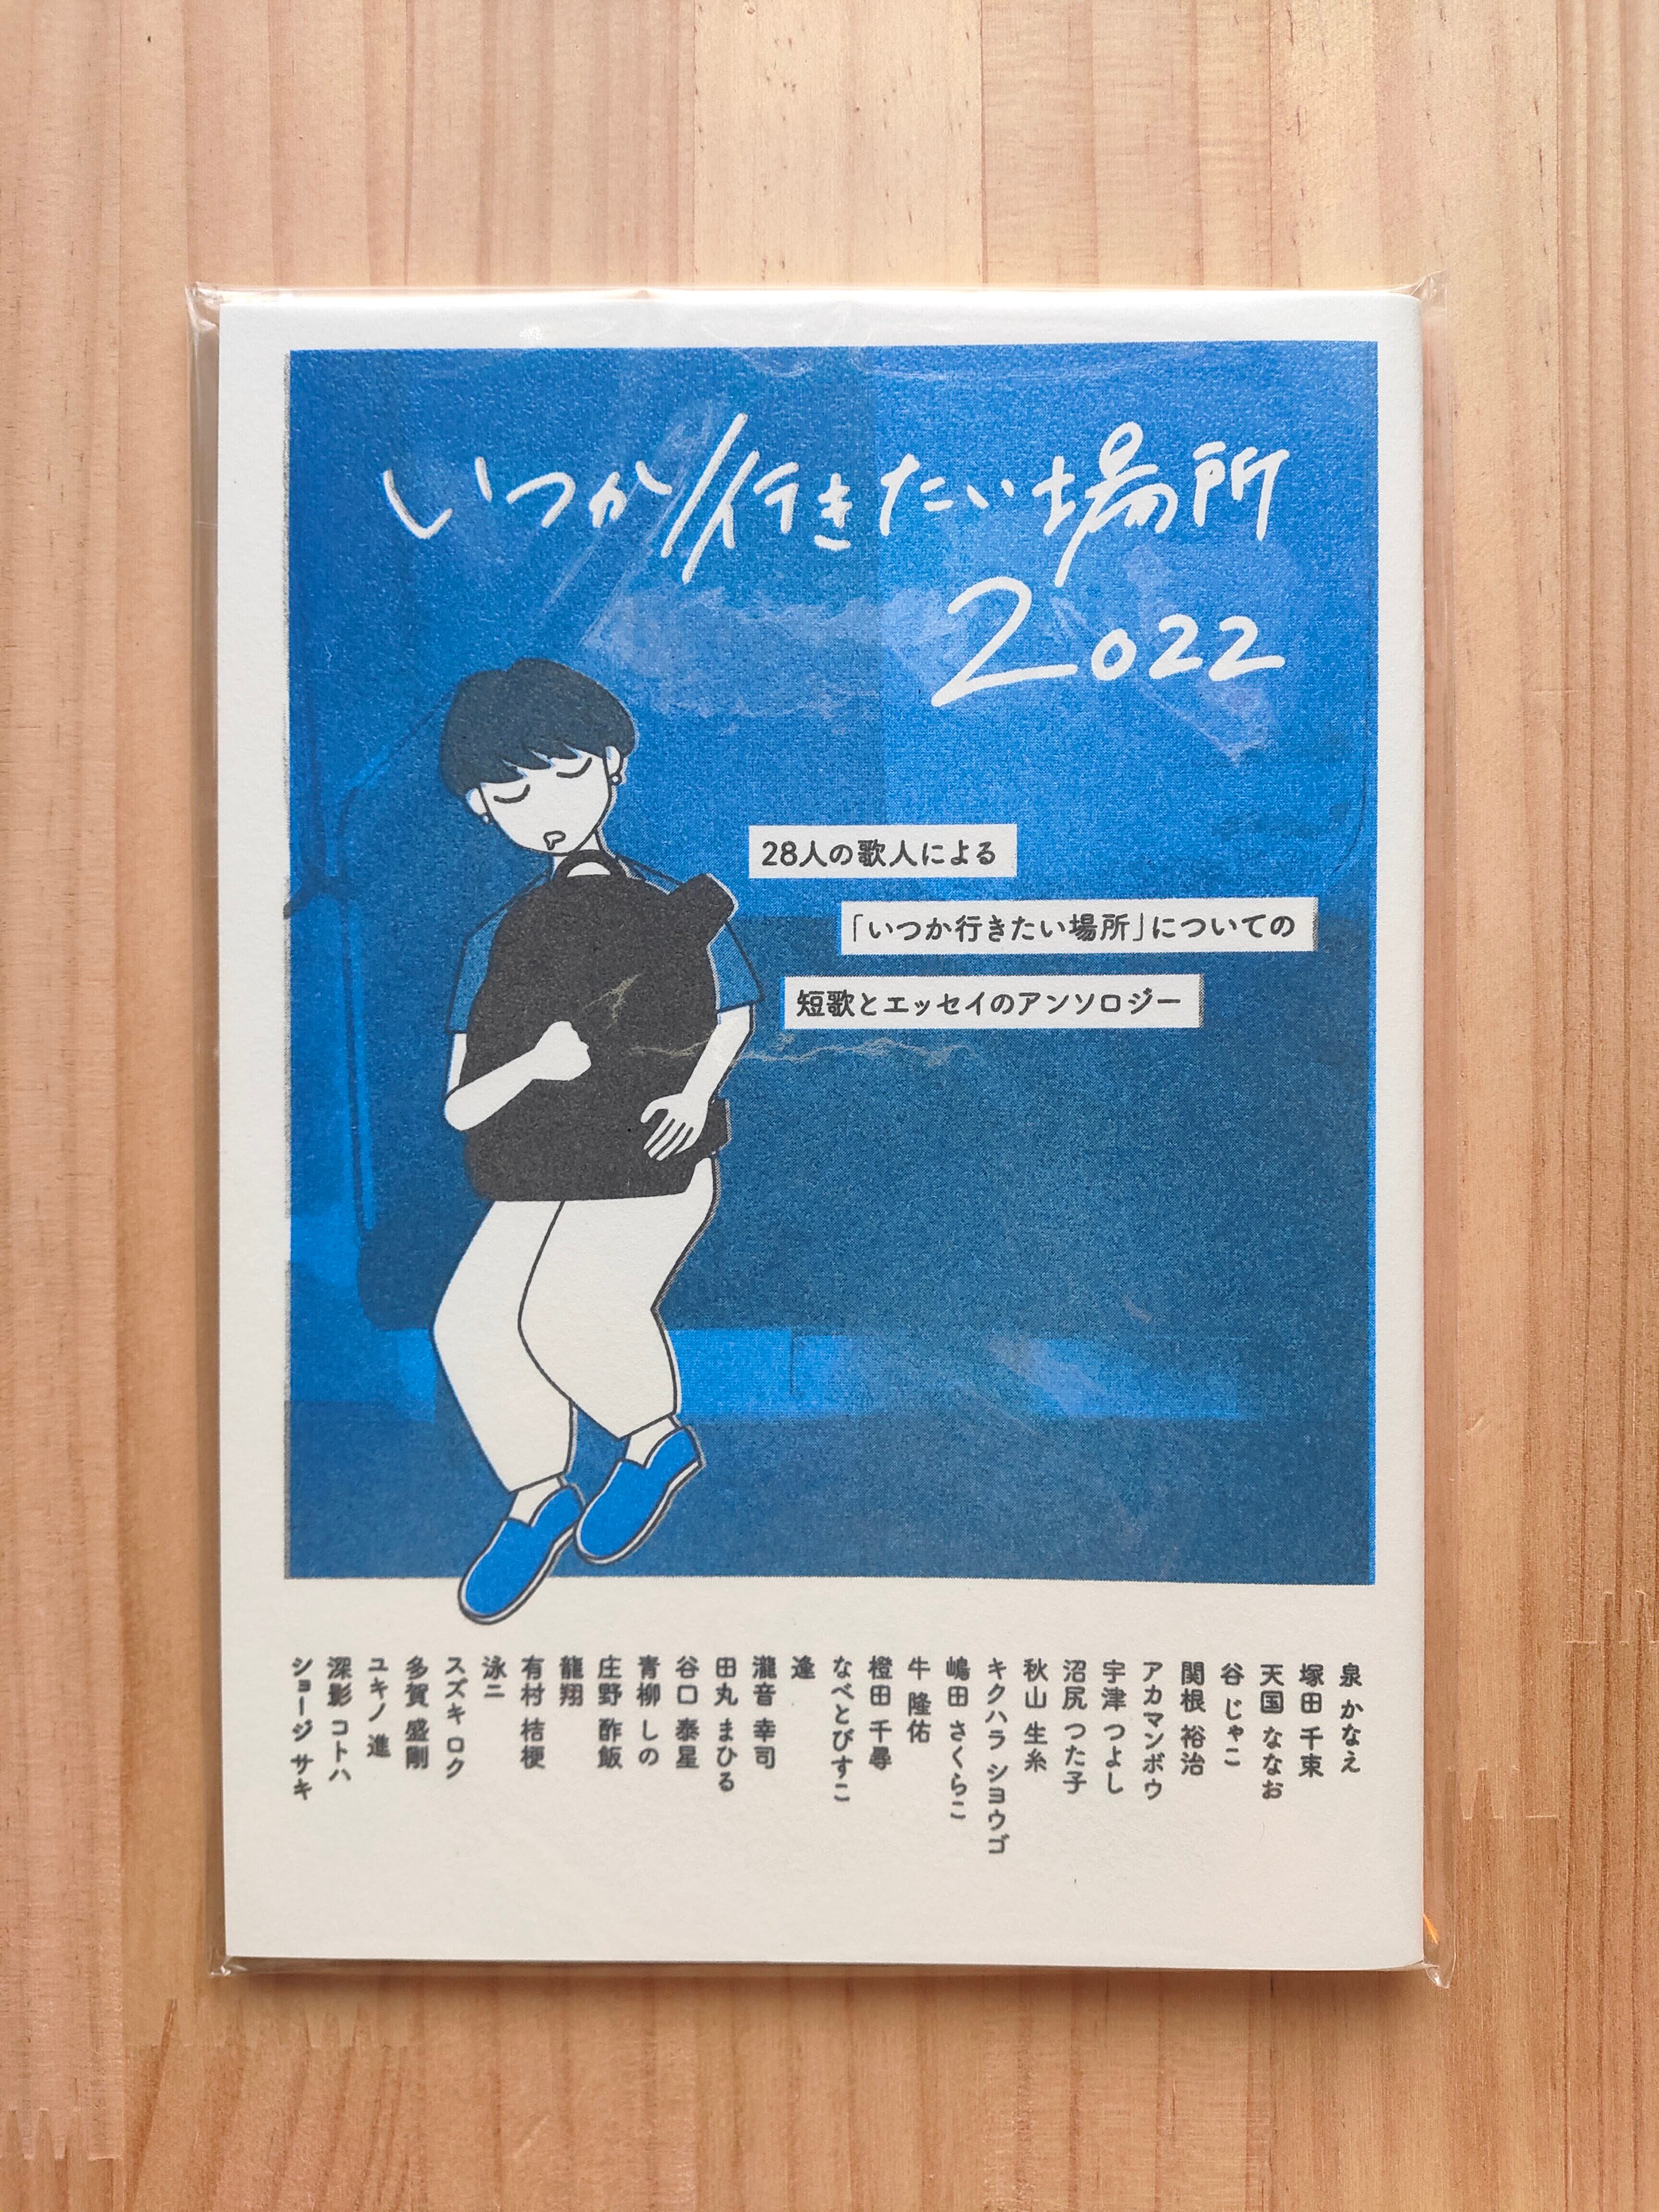 いつか行きたい場所
2022
28人の歌人による
「いつか行きたい場所」についての
短歌とエッセイのアンソロジー
泉 かなえ
塚田 千束
天国 ななお
谷 じゃこ
関根 裕治
アカマンボウ
宇津 つよし
沼尻 つた子
秋山 生糸
キクハラ ショウゴ
嶋田 さくらこ
牛 隆佑
橙田 千尋
なべとびすこ
逢
瀧音 幸司
田丸 まひる
谷口 泰星
青柳 しの
庄野 酢飯
龍翔
有村 桔梗
泳二
スズキ ロク
多賀 盛剛
ユキノ 進
深影 コトハ
ショージ サキ